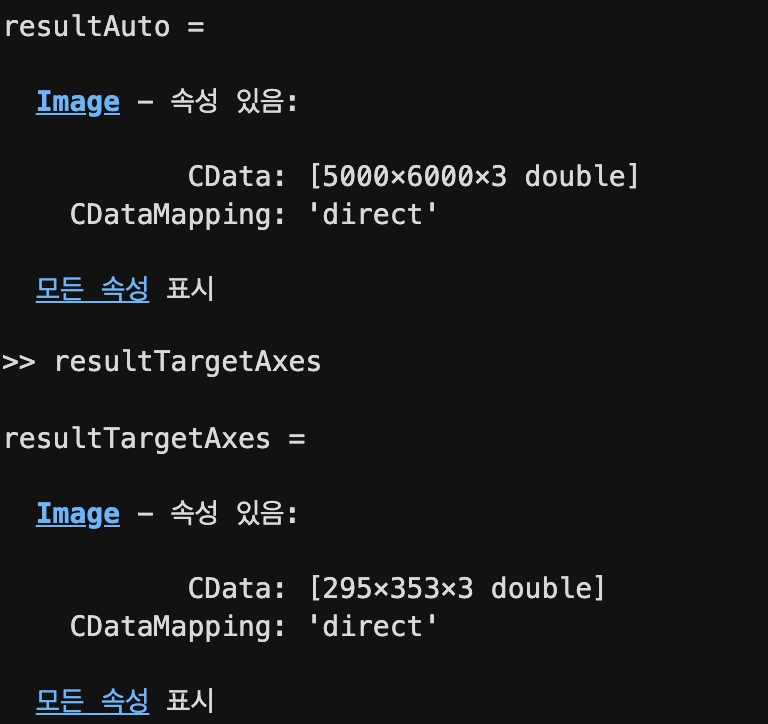 resultAuto =
Image – 속성 있음:
CData: [5000×6000×3 double]
CDataMapping: 'direct'
모든 속성 표시
>> resultTargetAxes
resultTargetAxes =
Image – 속성 있음:
CData: [295×353×3 double]
CDataMapping: 'direct'
모든 속성 표시